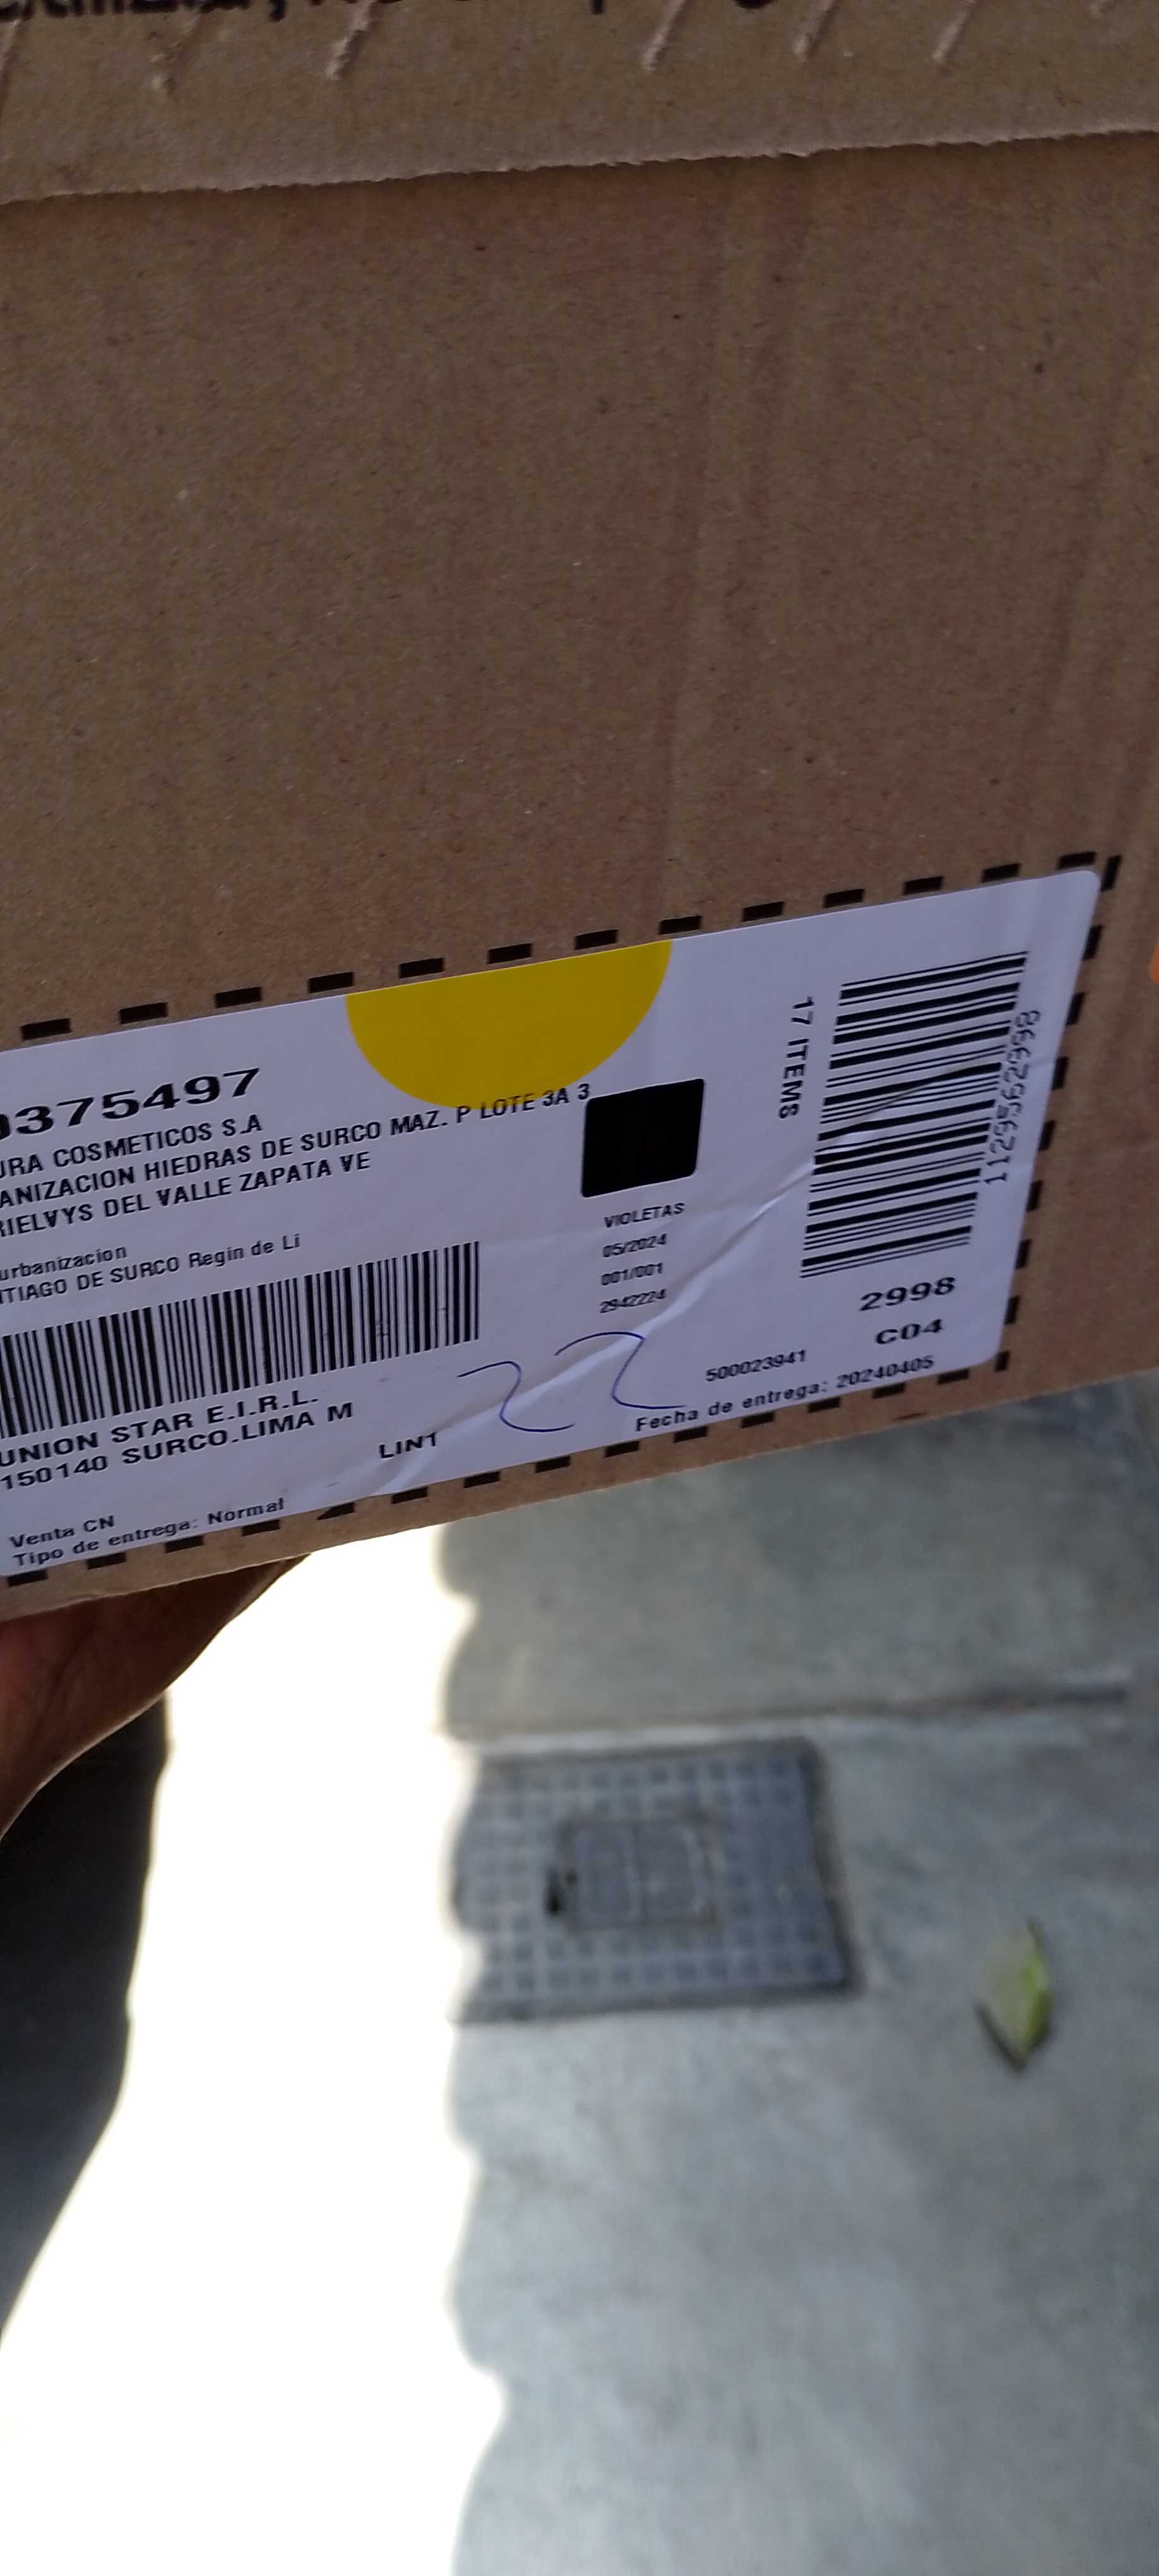 0375497
URA COSMETICOS S.A
ANIZACION HIEDRAS DE SURCO MAZ. P LOTE 3A 3
RIELVYS DEL VALLE ZAPATA VE
urbanizacion
TIAGO DE SURCO Regin de Li
UNION STAR E.I.R.L.
150140 SURCO.LIMA M
LIN1
Venta CN
Tipo de entrega: Normal
VIOLETAS
05/2024
001/001
2942224
22
17 ITEMS
1129562998
2998
C04
500023941
Fecha de entrega: 20240405